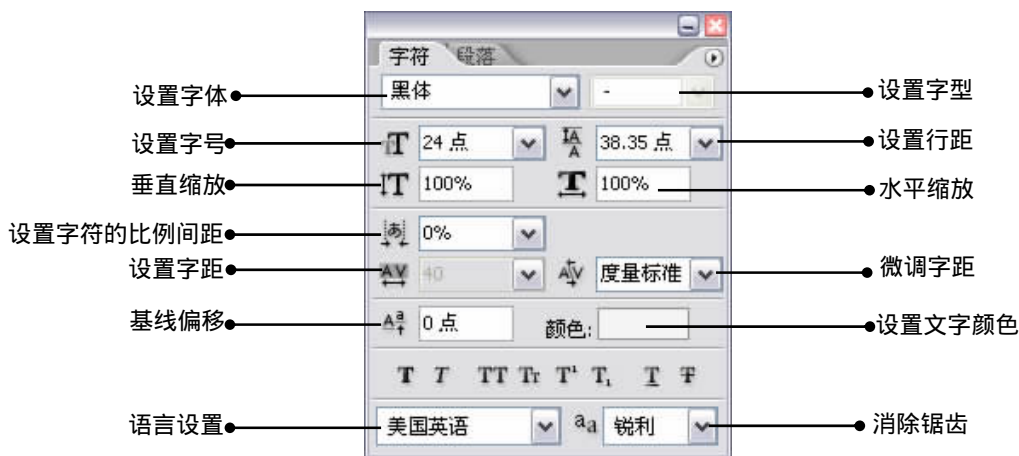 字符 段落
设置字体 黑体 - 设置字型
设置字号 24 点 38.35 点 设置行距
垂直缩放 100% 100% 水平缩放
设置字符的比例间距 0%
设置字距 40 度量标准 微调字距
基线偏移 0 点 颜色: 设置文字颜色
T T TT Tr T¹ T₁ T T
语言设置 美国英语 aa 锐利 消除锯齿